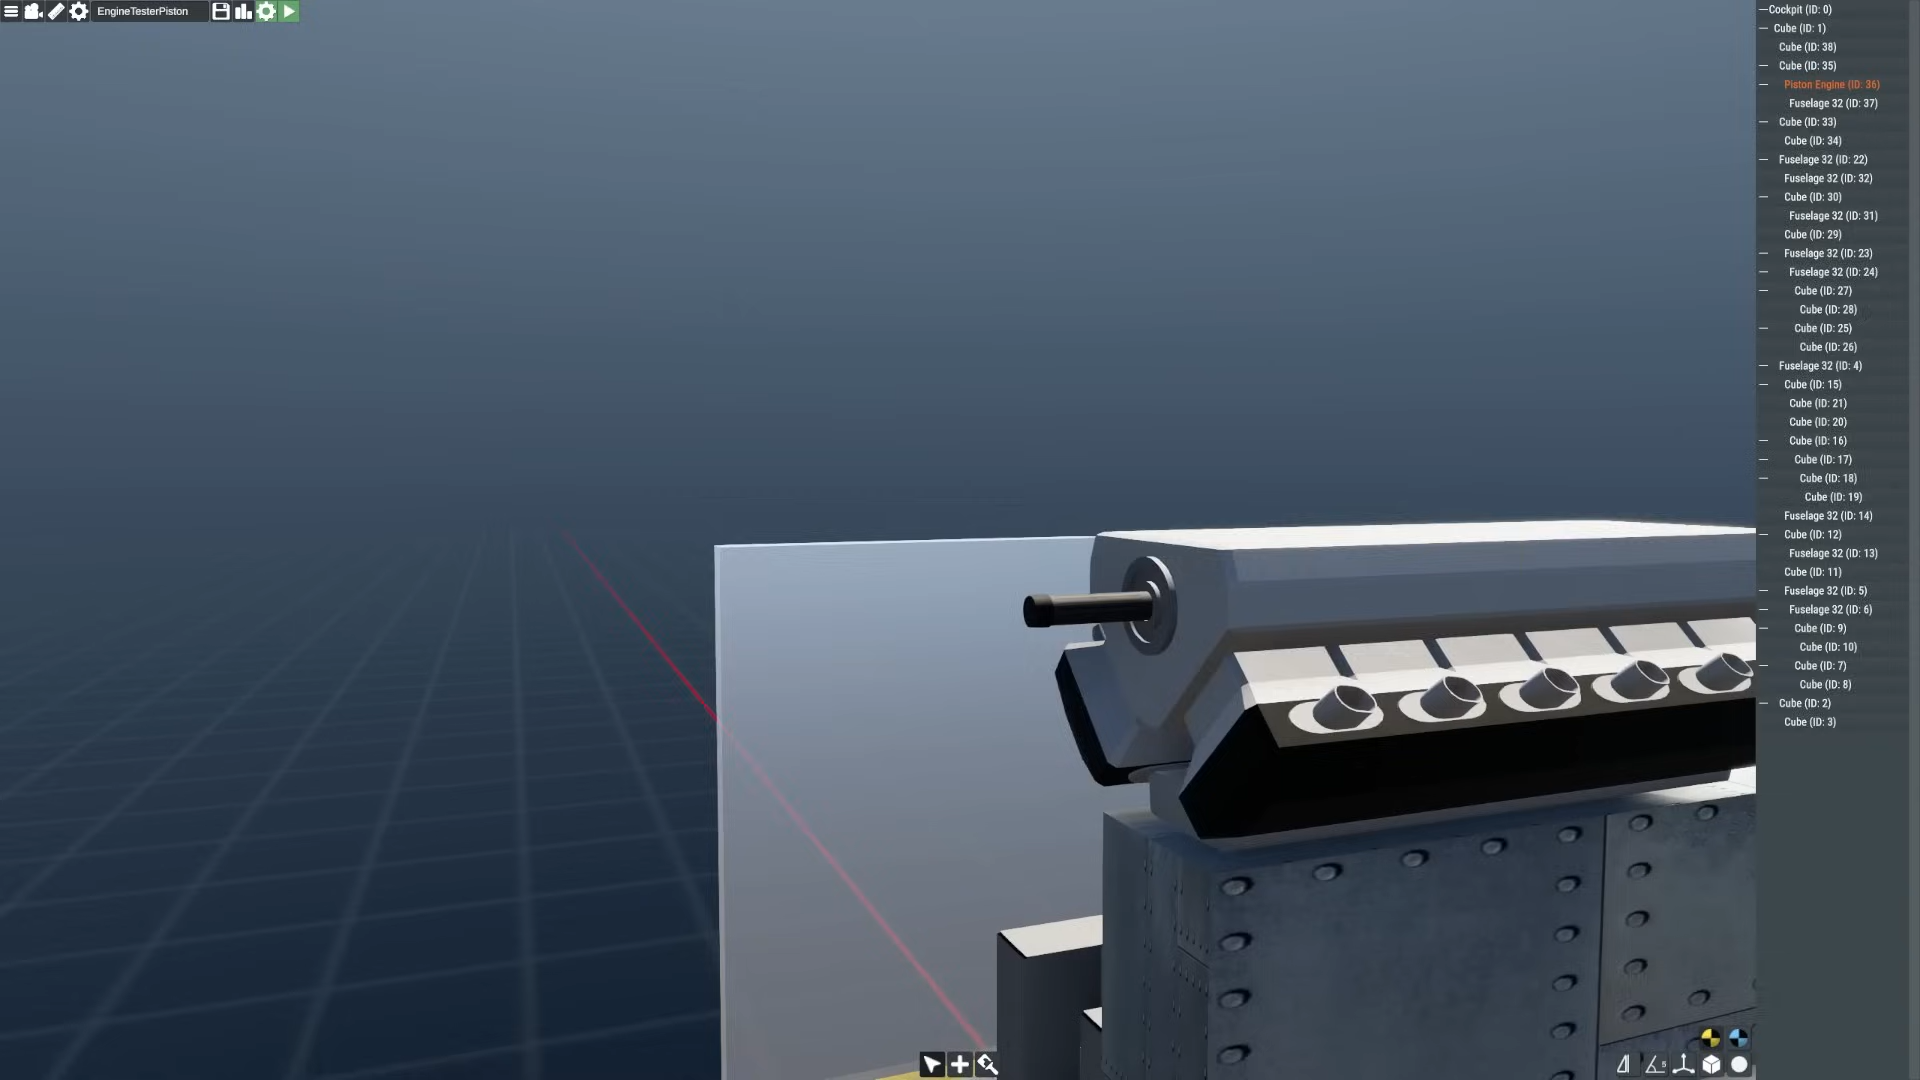 EngineTesterPiston
Cockpit (ID: 0)
Cube (ID: 1)
Cube (ID: 38)
Cube (ID: 35)
Piston Engine (ID: 36)
Fuselage 32 (ID: 37)
Cube (ID: 33)
Cube (ID: 34)
Fuselage 32 (ID: 22)
Fuselage 32 (ID: 32)
Cube (ID: 30)
Fuselage 32 (ID: 31)
Cube (ID: 29)
Fuselage 32 (ID: 23)
Fuselage 32 (ID: 24)
Cube (ID: 27)
Cube (ID: 28)
Cube (ID: 25)
Cube (ID: 26)
Fuselage 32 (ID: 4)
Cube (ID: 15)
Cube (ID: 21)
Cube (ID: 20)
Cube (ID: 16)
Cube (ID: 17)
Cube (ID: 18)
Cube (ID: 19)
Fuselage 32 (ID: 14)
Cube (ID: 12)
Fuselage 32 (ID: 13)
Cube (ID: 11)
Fuselage 32 (ID: 5)
Fuselage 32 (ID: 6)
Cube (ID: 9)
Cube (ID: 10)
Cube (ID: 7)
Cube (ID: 8)
Cube (ID: 2)
Cube (ID: 3)